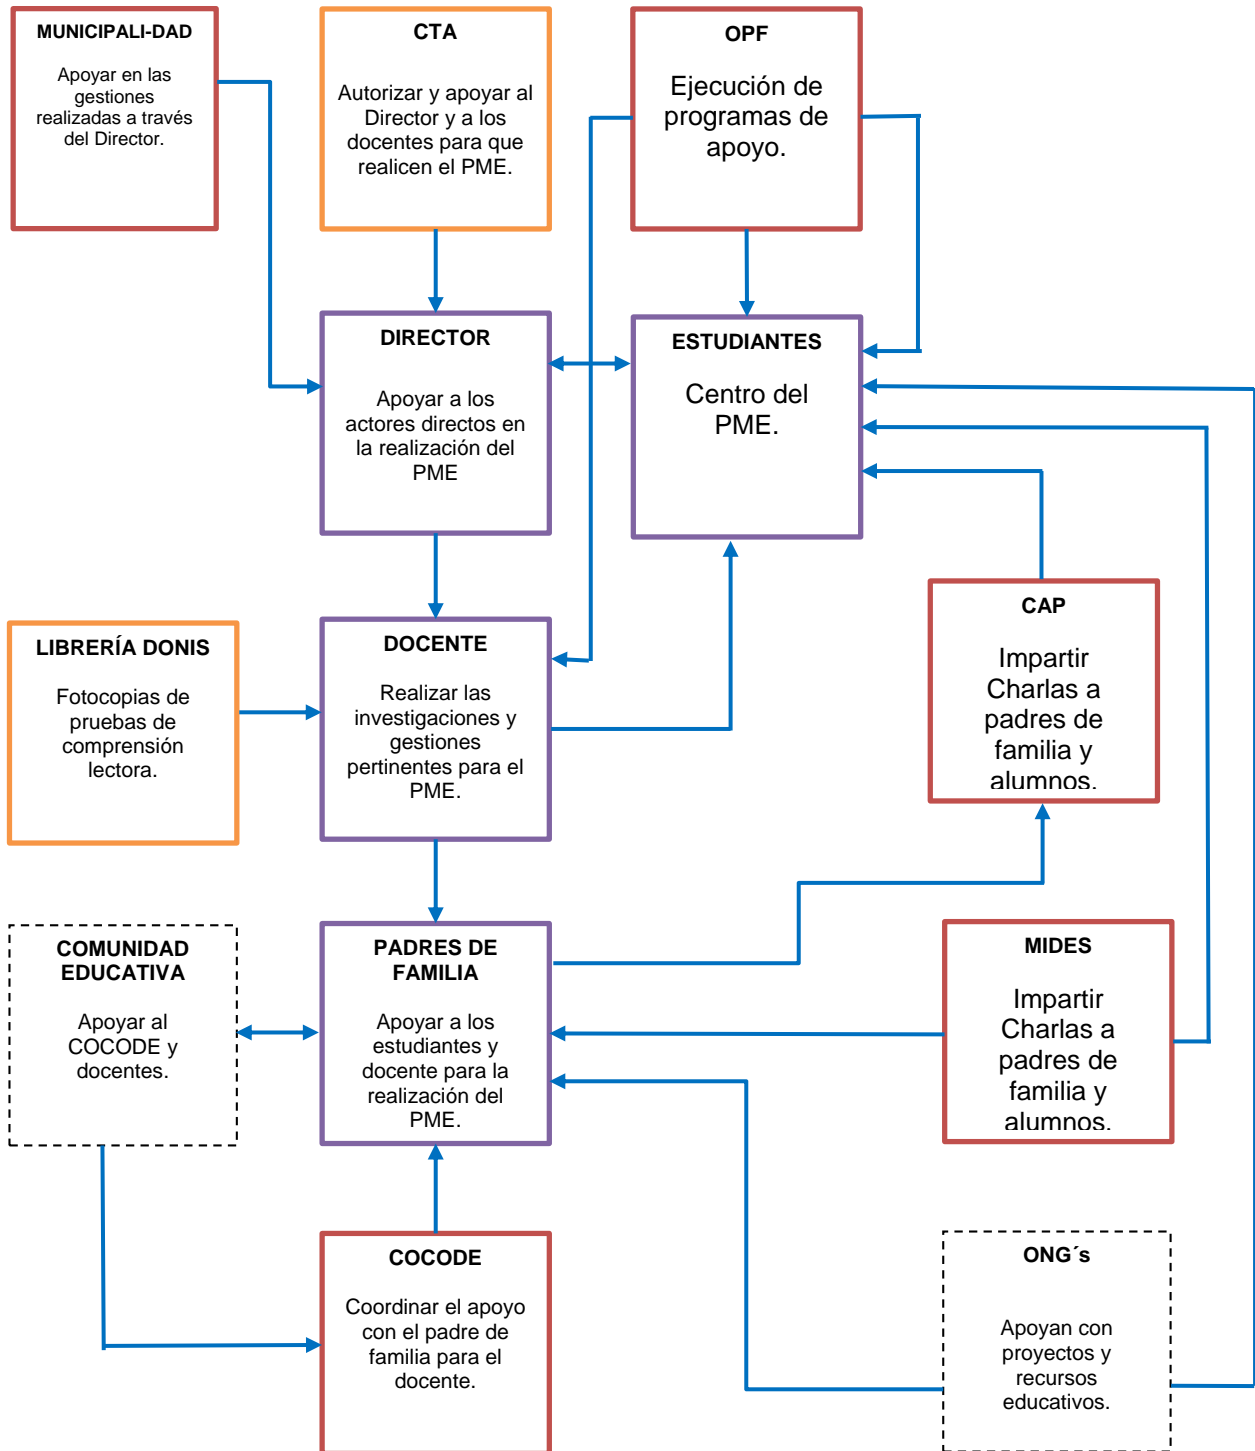 MUNICIPALI-DAD
Apoyar en las
gestiones
realizadas a través
del Director.
CTA
Autorizar y apoyar al
Director y a los
docentes para que
realicen el PME.
OPF
Ejecución de
programas de
apoyo.
DIRECTOR
Apoyar a los
actores directos en
la realización del
PME
ESTUDIANTES
Centro del
PME.
LIBRERÍA DONIS
Fotocopias de
pruebas de
comprensión
lectora.
DOCENTE
Realizar las
investigaciones y
gestiones
pertinentes para el
PME.
CAP
Impartir
Charlas a
padres de
familia y
alumnos.
COMUNIDAD
EDUCATIVA
Apoyar al
COCODE y
docentes.
PADRES DE
FAMILIA
Apoyar a los
estudiantes y
docente para la
realización del
PME.
MIDES
Impartir
Charlas a
padres de
familia y
alumnos.
COCODE
Coordinar el apoyo
con el padre de
familia para el
docente.
ONG´s
Apoyan con
proyectos y
recursos
educativos.